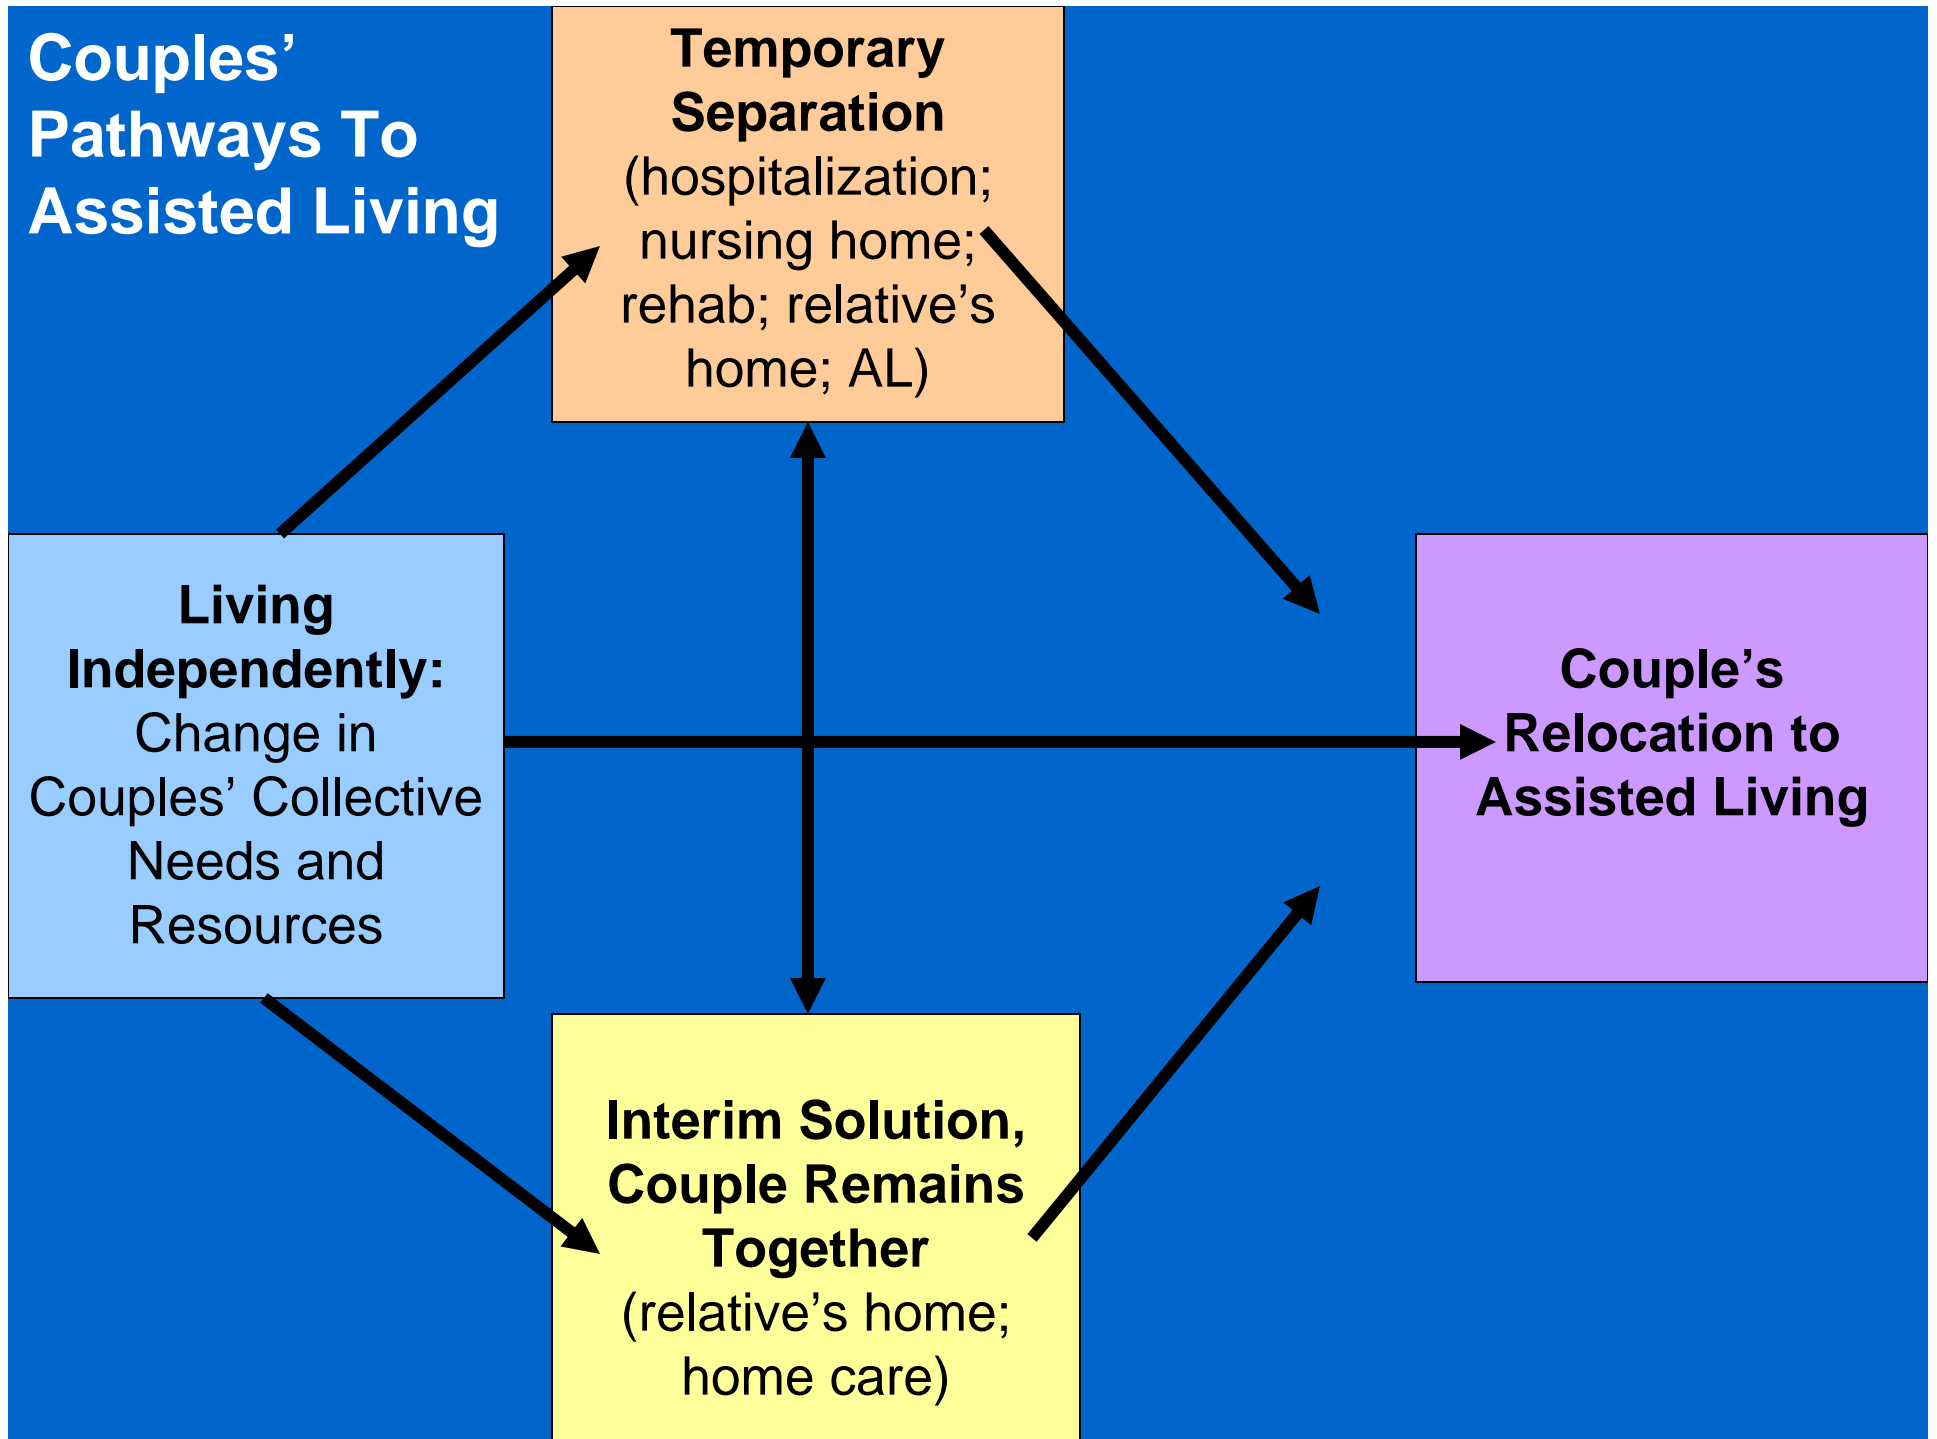 Couples’
Pathways To
Assisted Living
Temporary
Separation
(hospitalization;
nursing home;
rehab; relative’s
home; AL)
Living
Independently:
Change in
Couples’ Collective
Needs and
Resources
Couple’s
Relocation to
Assisted Living
Interim Solution,
Couple Remains
Together
(relative’s home;
home care)